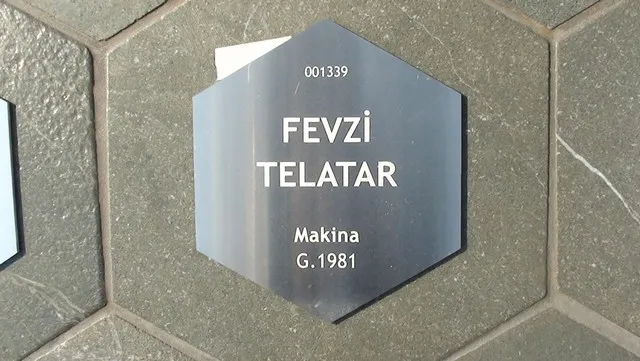 001339
FEVZİ
TELATAR
Makina
G.1981